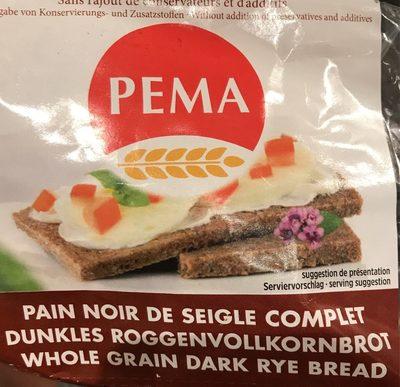 Sans rajout de conservateurs et d'additifs
gabe von Konservierungs- und Zusatzstoffen · Without addition of preservatives and additives
PEMA
suggestion de présentation
Serviervorschlag · serving suggestion
PAIN NOIR DE SEIGLE COMPLET
DUNKLES ROGGENVOLLKORNBROT
WHOLE GRAIN DARK RYE BREAD